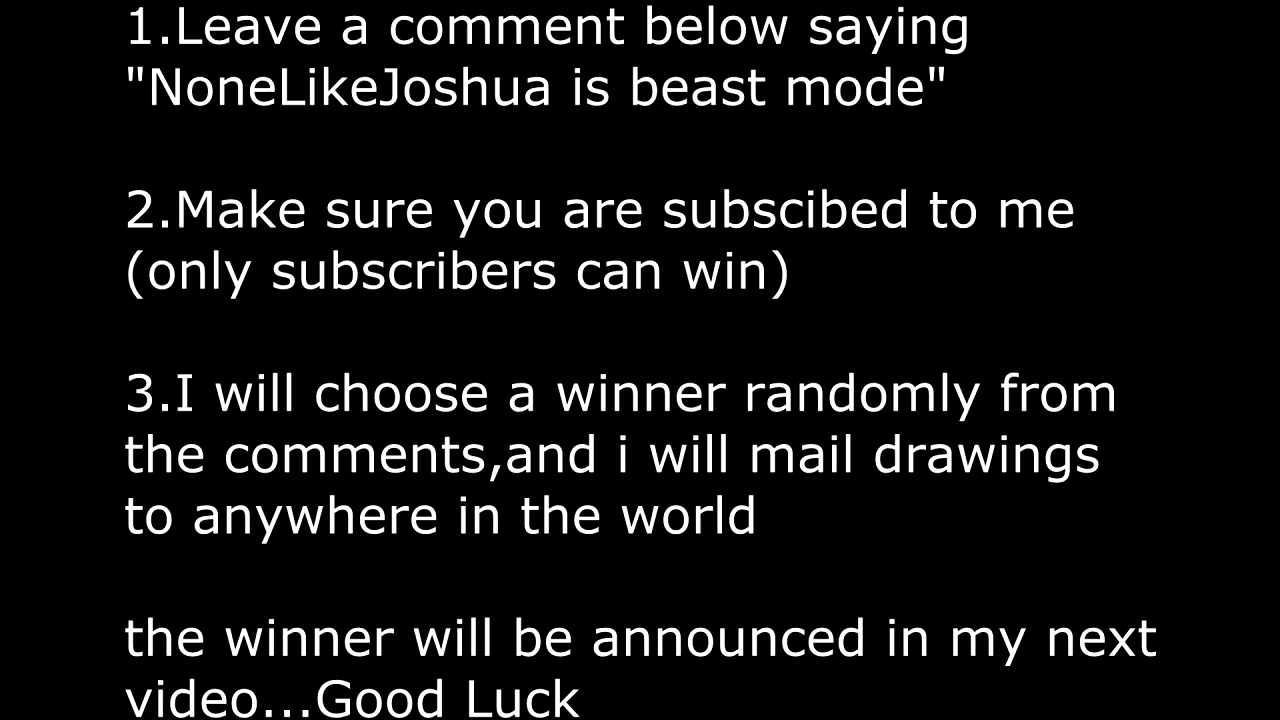 1.Leave a comment below saying
"NoneLikeJoshua is beast mode"
2.Make sure you are subscibed to me
(only subscribers can win)
3.I will choose a winner randomly from
the comments,and i will mail drawings
to anywhere in the world
the winner will be announced in my next
video...Good Luck